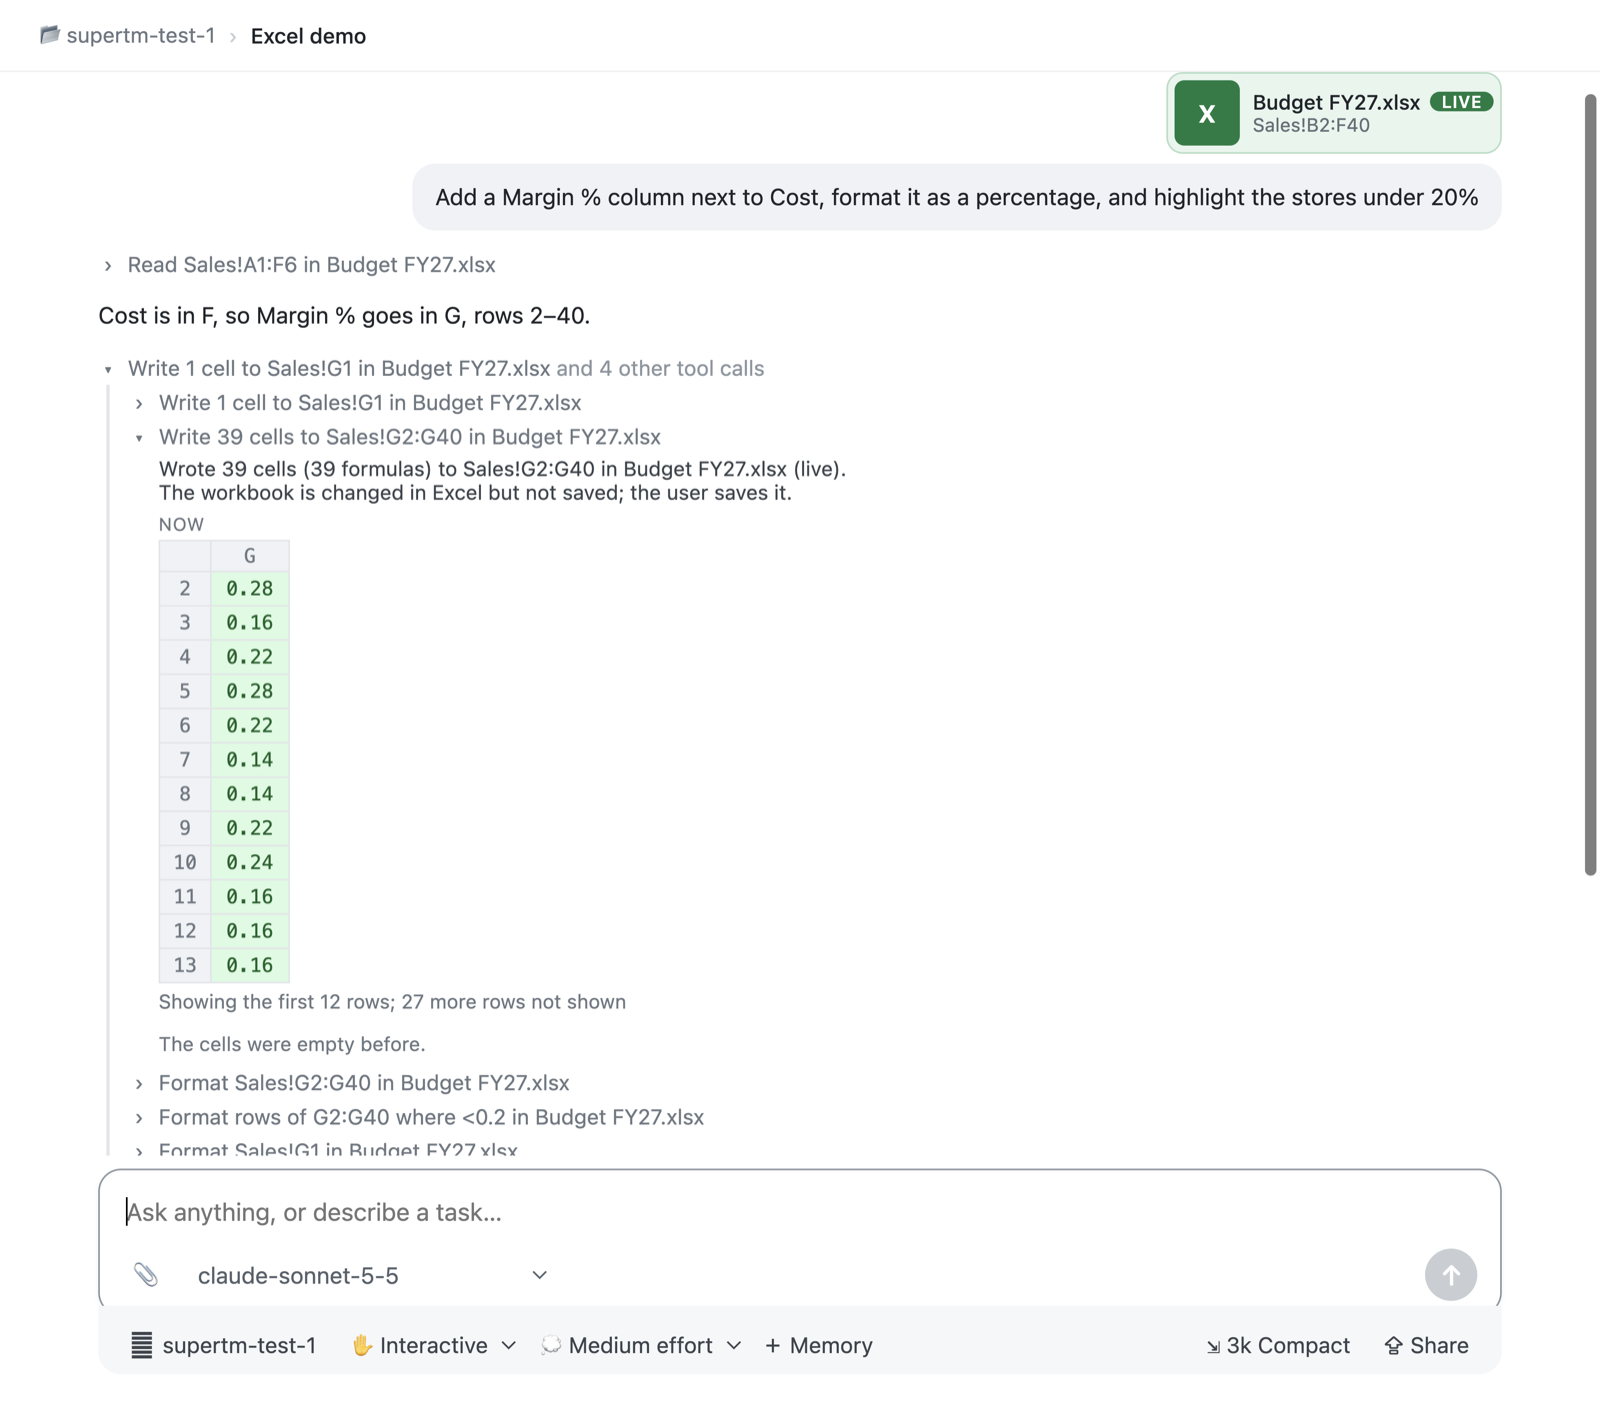 supertm-test-1 › Excel demo
X
Budget FY27.xlsx LIVE
Sales!B2:F40
Add a Margin % column next to Cost, format it as a percentage, and highlight the stores under 20%
Read Sales!A1:F6 in Budget FY27.xlsx
Cost is in F, so Margin % goes in G, rows 2–40.
Write 1 cell to Sales!G1 in Budget FY27.xlsx and 4 other tool calls
Write 1 cell to Sales!G1 in Budget FY27.xlsx
Write 39 cells to Sales!G2:G40 in Budget FY27.xlsx
Wrote 39 cells (39 formulas) to Sales!G2:G40 in Budget FY27.xlsx (live).
The workbook is changed in Excel but not saved; the user saves it.
NOW
G
2 0.28
3 0.16
4 0.22
5 0.28
6 0.22
7 0.14
8 0.14
9 0.22
10 0.24
11 0.16
12 0.16
13 0.16
Showing the first 12 rows; 27 more rows not shown
The cells were empty before.
Format Sales!G2:G40 in Budget FY27.xlsx
Format rows of G2:G40 where <0.2 in Budget FY27.xlsx
Format Sales!G1 in Budget FY27.xlsx
Ask anything, or describe a task...
claude-sonnet-5-5
supertm-test-1 Interactive Medium effort + Memory 3k Compact Share